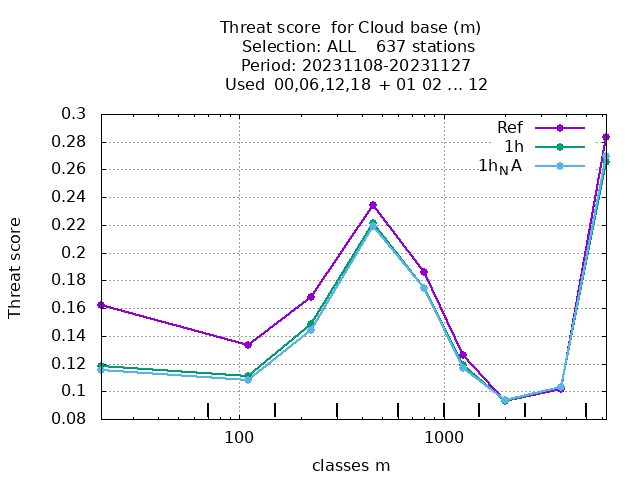 Threat score  for Cloud base (m)
Selection: ALL    637 stations
Period: 20231108-20231127
Used  00,06,12,18 + 01 02 ... 12
0.3
0.28
0.26
0.24
0.22
0.2
0.18
0.16
0.14
0.12
0.1
0.08
Threat score
Ref
1h
1hNA
100
1000
classes m